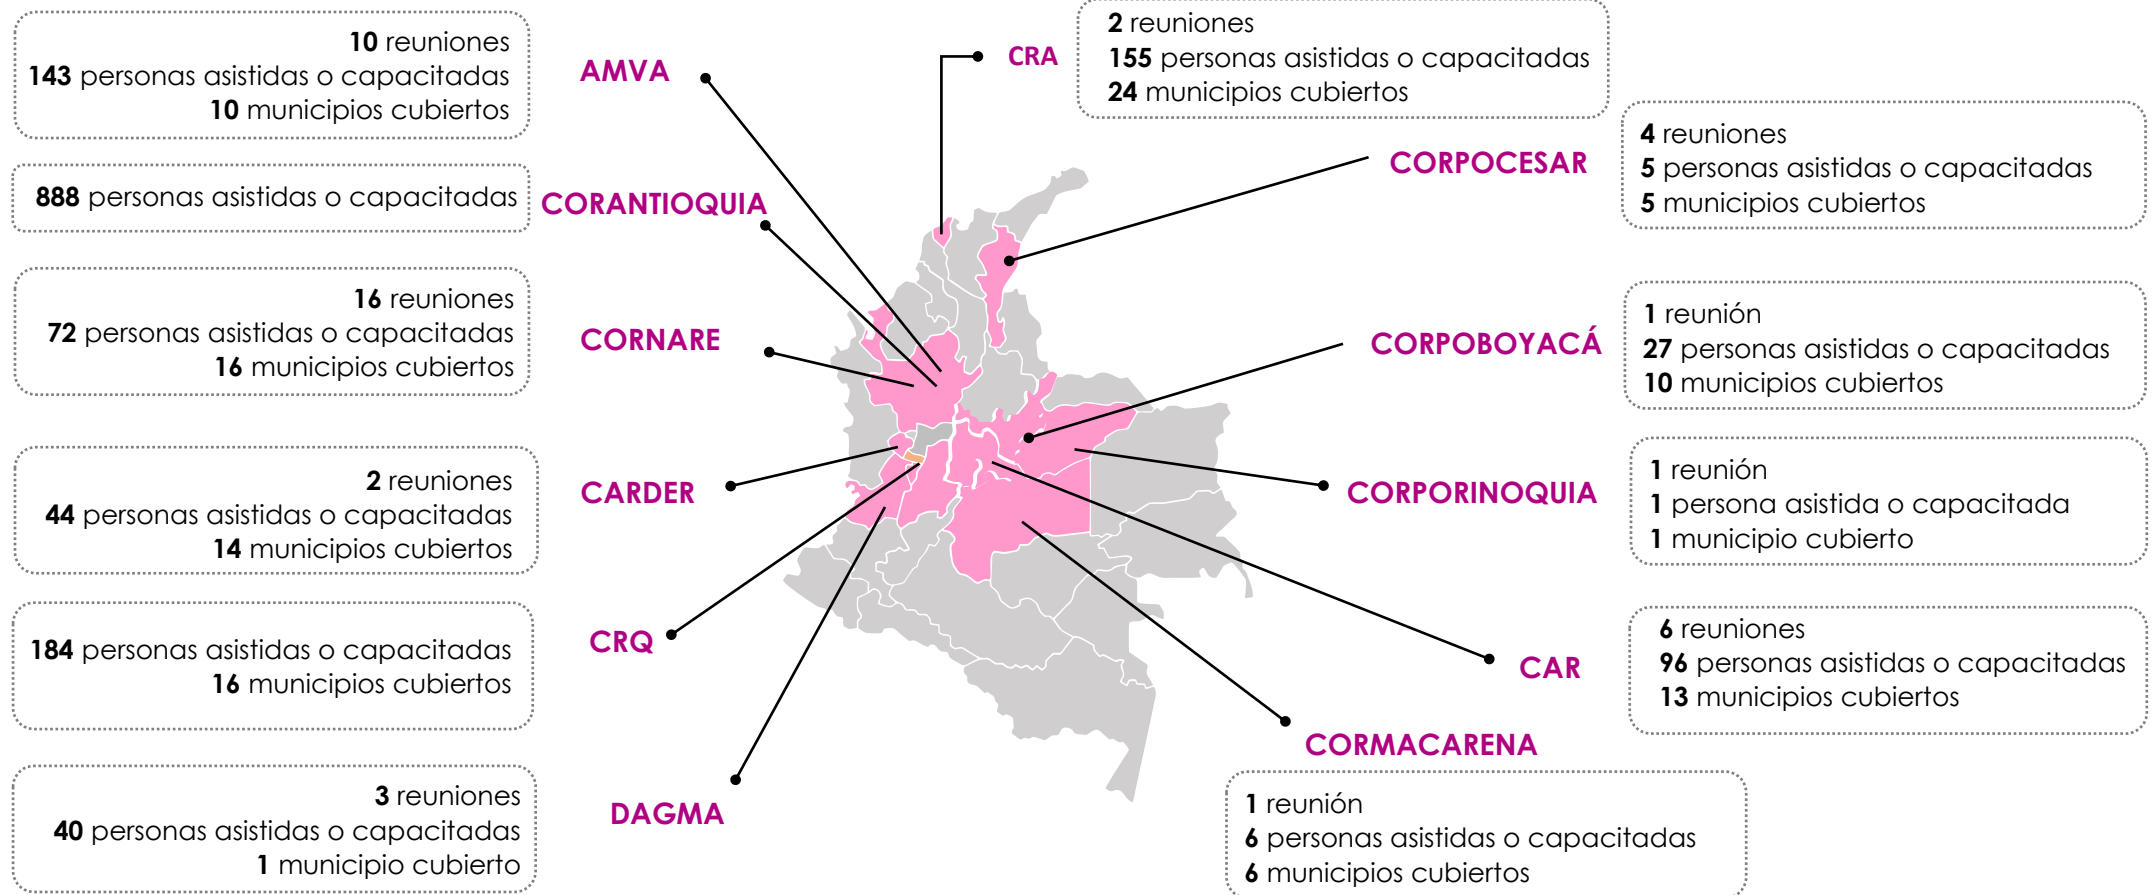 10 reuniones
143 personas asistidas o capacitadas
10 municipios cubiertos
AMVA
888 personas asistidas o capacitadas
CORANTIOQUIA
16 reuniones
72 personas asistidas o capacitadas
16 municipios cubiertos
CORNARE
2 reuniones
44 personas asistidas o capacitadas
14 municipios cubiertos
CARDER
184 personas asistidas o capacitadas
16 municipios cubiertos
CRQ
3 reuniones
40 personas asistidas o capacitadas
1 municipio cubierto
DAGMA
CRA
2 reuniones
155 personas asistidas o capacitadas
24 municipios cubiertos
CORPOCESAR
4 reuniones
5 personas asistidas o capacitadas
5 municipios cubiertos
CORPOBOYACÁ
1 reunión
27 personas asistidas o capacitadas
10 municipios cubiertos
CORPORINOQUIA
1 reunión
1 persona asistida o capacitada
1 municipio cubierto
CAR
6 reuniones
96 personas asistidas o capacitadas
13 municipios cubiertos
CORMACARENA
1 reunión
6 personas asistidas o capacitadas
6 municipios cubiertos